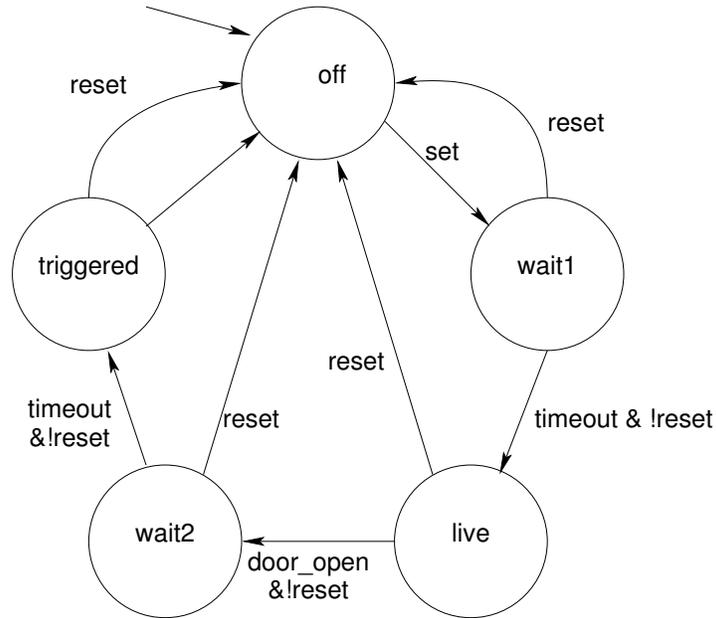 off
reset
reset
set
triggered
wait1
reset
timeout
&!reset
reset
timeout & !reset
wait2
live
door_open
&!reset